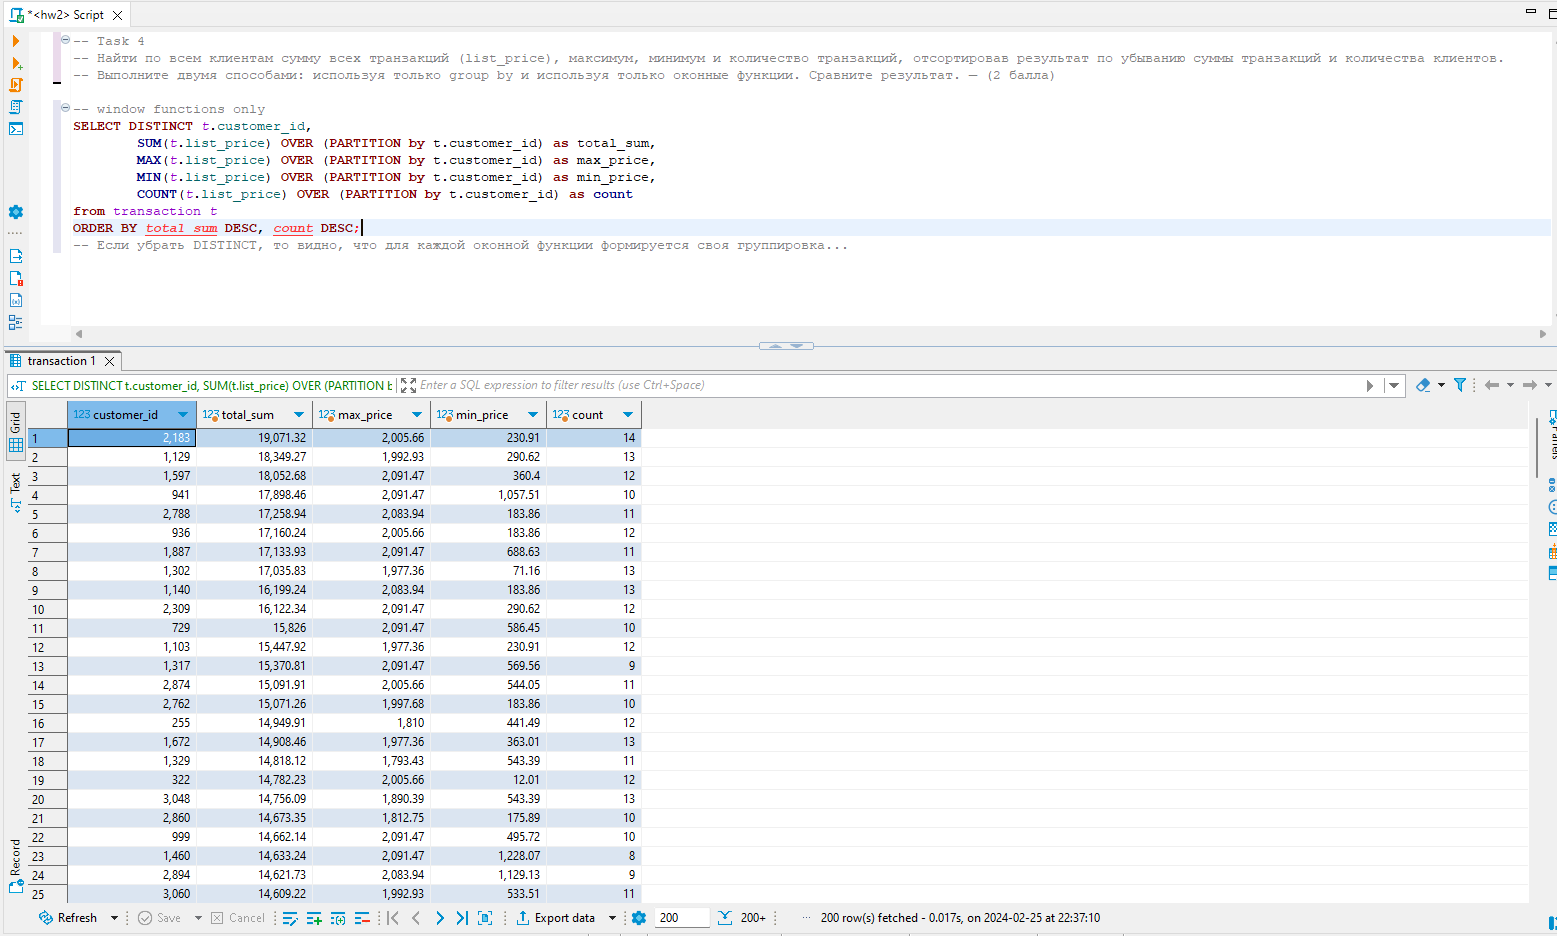 *<hw2> Script
-- Task 4
-- Найти по всем клиентам сумму всех транзакций (list_price), максимум, минимум и количество транзакций, отсортировав результат по убыванию суммы транзакций и количества клиентов.
-- Выполните двумя способами: используя только group by и используя только оконные функции. Сравните результат. — (2 балла)
-- window functions only
SELECT DISTINCT t.customer_id,
SUM(t.list_price) OVER (PARTITION by t.customer_id) as total_sum,
MAX(t.list_price) OVER (PARTITION by t.customer_id) as max_price,
MIN(t.list_price) OVER (PARTITION by t.customer_id) as min_price,
COUNT(t.list_price) OVER (PARTITION by t.customer_id) as count
from transaction t
ORDER BY total_sum DESC, count DESC;
-- Если убрать DISTINCT, то видно, что для каждой оконной функции формируется своя группировка...
transaction 1
SELECT DISTINCT t.customer_id, SUM(t.list_price) OVER (PARTITION b
Enter a SQL expression to filter results (use Ctrl+Space)
Grid
Text
Record
Panels
123 customer_id 123 total_sum 123 max_price 123 min_price 123 count
1 2,183 19,071.32 2,005.66 230.91 14
2 1,129 18,349.27 1,992.93 290.62 13
3 1,597 18,052.68 2,091.47 360.4 12
4 941 17,898.46 2,091.47 1,057.51 10
5 2,788 17,258.94 2,083.94 183.86 11
6 936 17,160.24 2,005.66 183.86 12
7 1,887 17,133.93 2,091.47 688.63 11
8 1,302 17,035.83 1,977.36 71.16 13
9 1,140 16,199.24 2,083.94 183.86 13
10 2,309 16,122.34 2,091.47 290.62 12
11 729 15,826 2,091.47 586.45 10
12 1,103 15,447.92 1,977.36 230.91 12
13 1,317 15,370.81 2,091.47 569.56 9
14 2,874 15,091.91 2,005.66 544.05 11
15 2,762 15,071.26 1,997.68 183.86 10
16 255 14,949.91 1,810 441.49 12
17 1,672 14,908.46 1,977.36 363.01 13
18 1,329 14,818.12 1,793.43 543.39 11
19 322 14,782.23 2,005.66 12.01 12
20 3,048 14,756.09 1,890.39 543.39 13
21 2,860 14,673.35 1,812.75 175.89 10
22 999 14,662.14 2,091.47 495.72 10
23 1,460 14,633.24 2,091.47 1,228.07 8
24 2,894 14,621.73 2,083.94 1,129.13 9
25 3,060 14,609.22 1,992.93 533.51 11
Refresh Save Cancel Export data 200 200+ ··· 200 row(s) fetched - 0.017s, on 2024-02-25 at 22:37:10